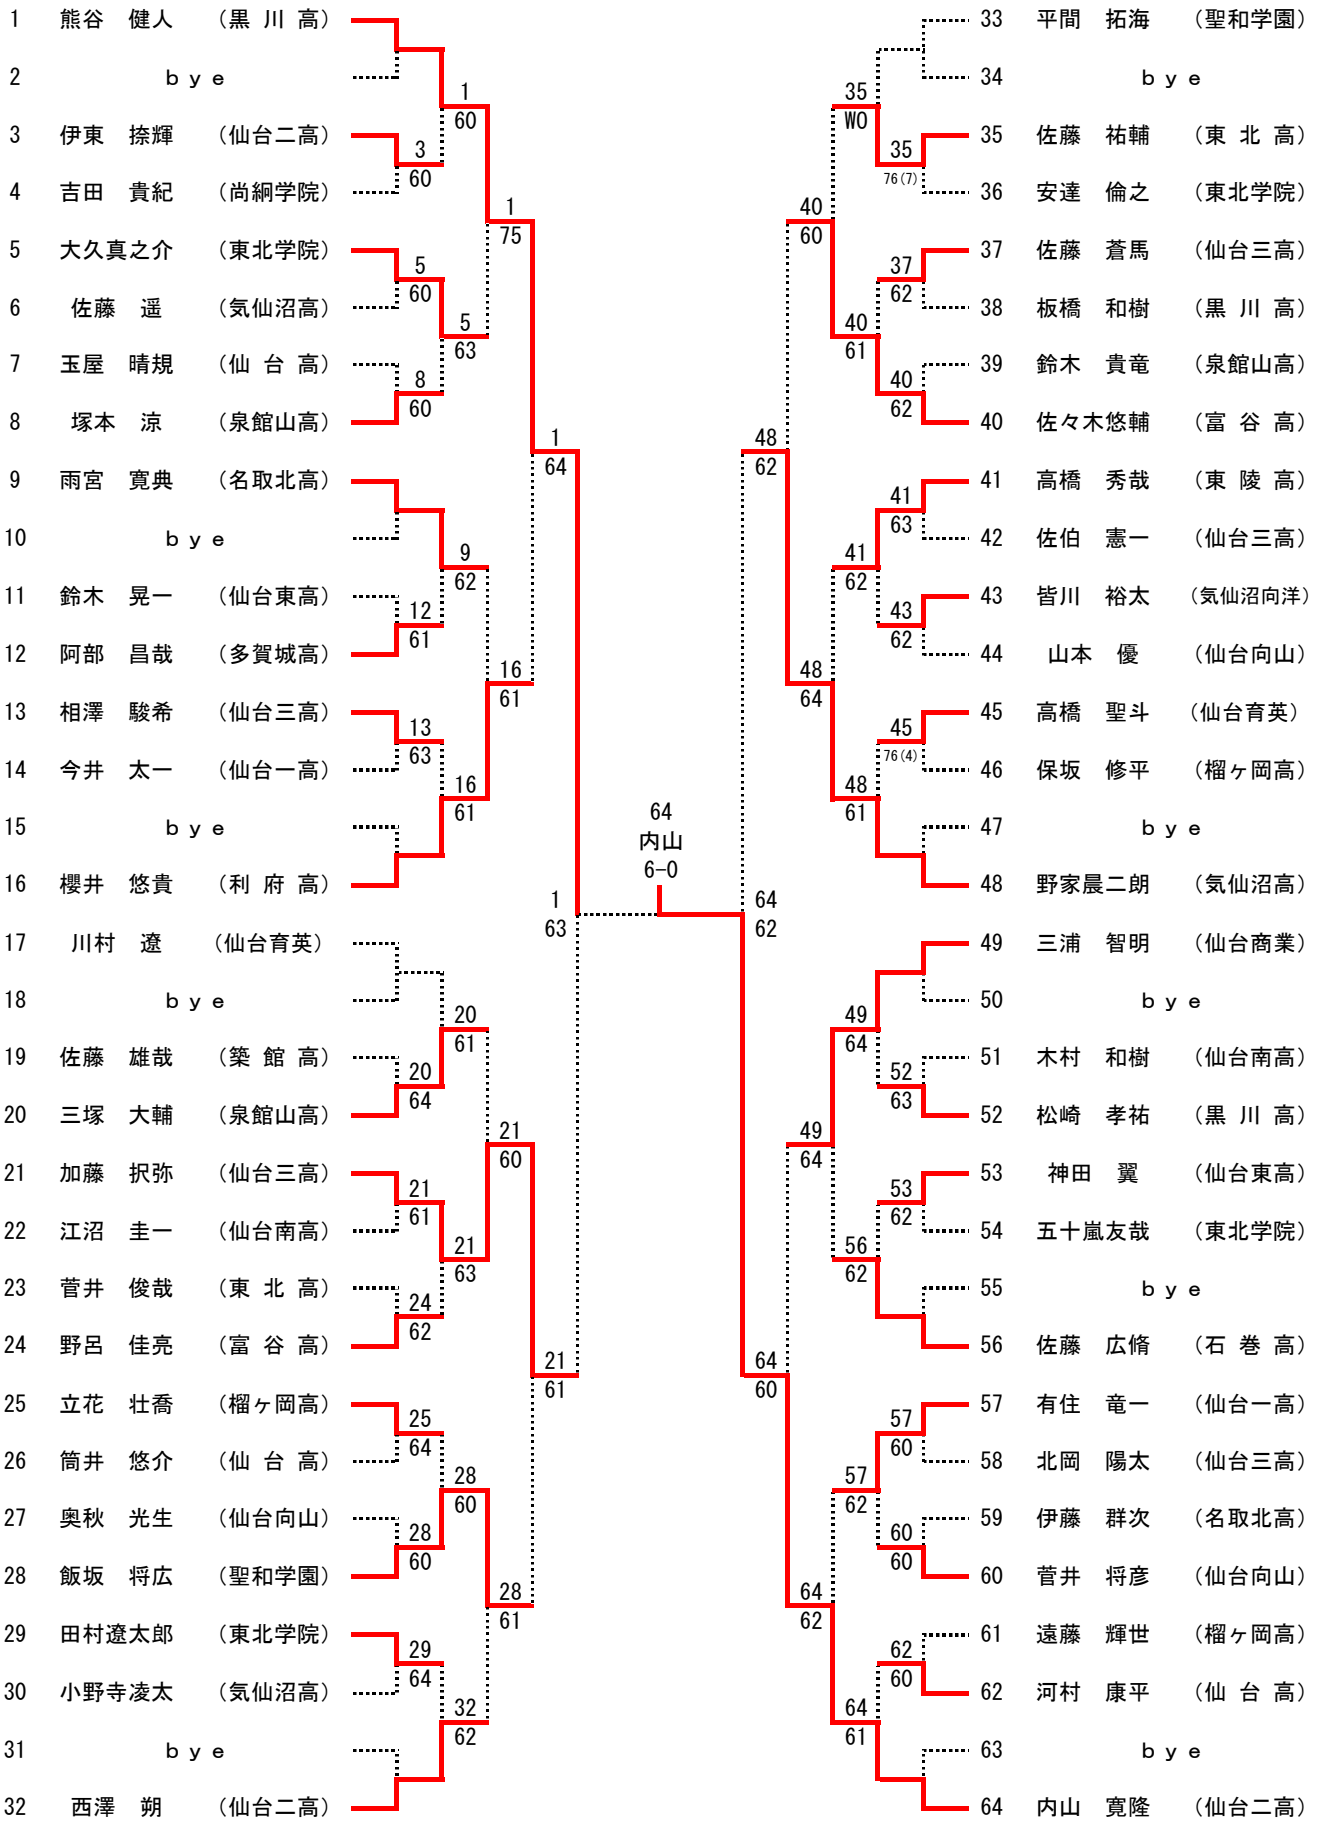 1 熊谷 健人 (黒 川 高)
2 bye
3 伊東 捺輝 (仙台二高)
4 吉田 貴紀 (尚絅学院)
5 大久真之介 (東北学院)
6 佐藤 遥 (気仙沼高)
7 玉屋 晴規 (仙 台 高)
8 塚本 涼 (泉館山高)
9 雨宮 寛典 (名取北高)
10 bye
11 鈴木 晃一 (仙台東高)
12 阿部 昌哉 (多賀城高)
13 相澤 駿希 (仙台三高)
14 今井 太一 (仙台一高)
15 bye
16 櫻井 悠貴 (利 府 高)
17 川村 遼 (仙台育英)
18 bye
19 佐藤 雄哉 (築 館 高)
20 三塚 大輔 (泉館山高)
21 加藤 択弥 (仙台三高)
22 江沼 圭一 (仙台南高)
23 菅井 俊哉 (東 北 高)
24 野呂 佳亮 (富 谷 高)
25 立花 壮喬 (榴ヶ岡高)
26 筒井 悠介 (仙 台 高)
27 奥秋 光生 (仙台向山)
28 飯坂 将広 (聖和学園)
29 田村遼太郎 (東北学院)
30 小野寺凌太 (気仙沼高)
31 bye
32 西澤 朔 (仙台二高)
3
60
5
60
8
60
12
61
13
63
20
64
21
61
24
62
25
64
28
60
29
64
1
60
5
63
9
62
16
61
20
61
21
63
28
60
32
62
1
75
16
61
21
60
28
61
1
64
21
61
1
63
64
内山
6-0
64
62
48
62
64
60
40
60
48
64
49
64
64
62
35
WO
40
61
41
62
48
61
49
64
56
62
57
62
64
61
35
76(7)
37
62
40
62
41
63
43
62
45
76(4)
52
63
53
62
57
60
60
60
62
60
33 平間 拓海 (聖和学園)
34 bye
35 佐藤 祐輔 (東 北 高)
36 安達 倫之 (東北学院)
37 佐藤 蒼馬 (仙台三高)
38 板橋 和樹 (黒 川 高)
39 鈴木 貴竜 (泉館山高)
40 佐々木悠輔 (富 谷 高)
41 高橋 秀哉 (東 陵 高)
42 佐伯 憲一 (仙台三高)
43 皆川 裕太 (気仙沼向洋)
44 山本 優 (仙台向山)
45 高橋 聖斗 (仙台育英)
46 保坂 修平 (榴ヶ岡高)
47 bye
48 野家晨二朗 (気仙沼高)
49 三浦 智明 (仙台商業)
50 bye
51 木村 和樹 (仙台南高)
52 松崎 孝祐 (黒 川 高)
53 神田 翼 (仙台東高)
54 五十嵐友哉 (東北学院)
55 bye
56 佐藤 広脩 (石 巻 高)
57 有住 竜一 (仙台一高)
58 北岡 陽太 (仙台三高)
59 伊藤 群次 (名取北高)
60 菅井 将彦 (仙台向山)
61 遠藤 輝世 (榴ヶ岡高)
62 河村 康平 (仙 台 高)
63 bye
64 内山 寛隆 (仙台二高)